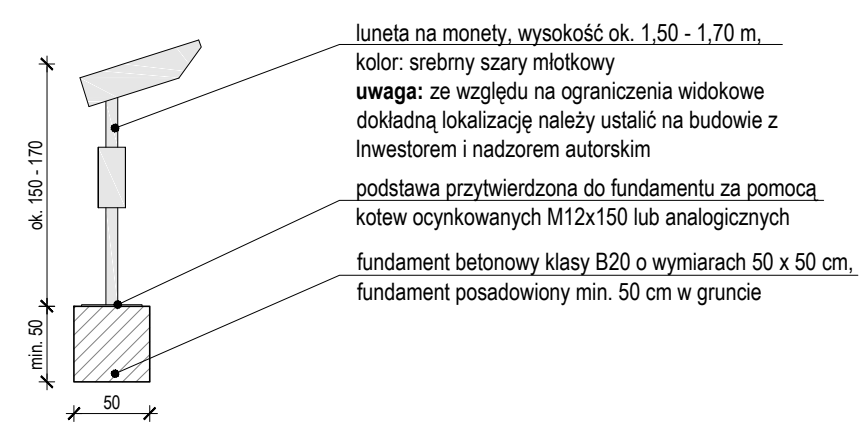 luneta na monety, wysokość ok. 1,50 - 1,70 m,
kolor: srebrny szary młotkowy
uwaga: ze względu na ograniczenia widokowe
dokładną lokalizację należy ustalić na budowie z
Inwestorem i nadzorem autorskim
podstawa przytwierdzona do fundamentu za pomocą
kotew ocynkowanych M12x150 lub analogicznych
fundament betonowy klasy B20 o wymiarach 50 x 50 cm,
fundament posadowiony min. 50 cm w gruncie
ok. 150 - 170
min. 50
50